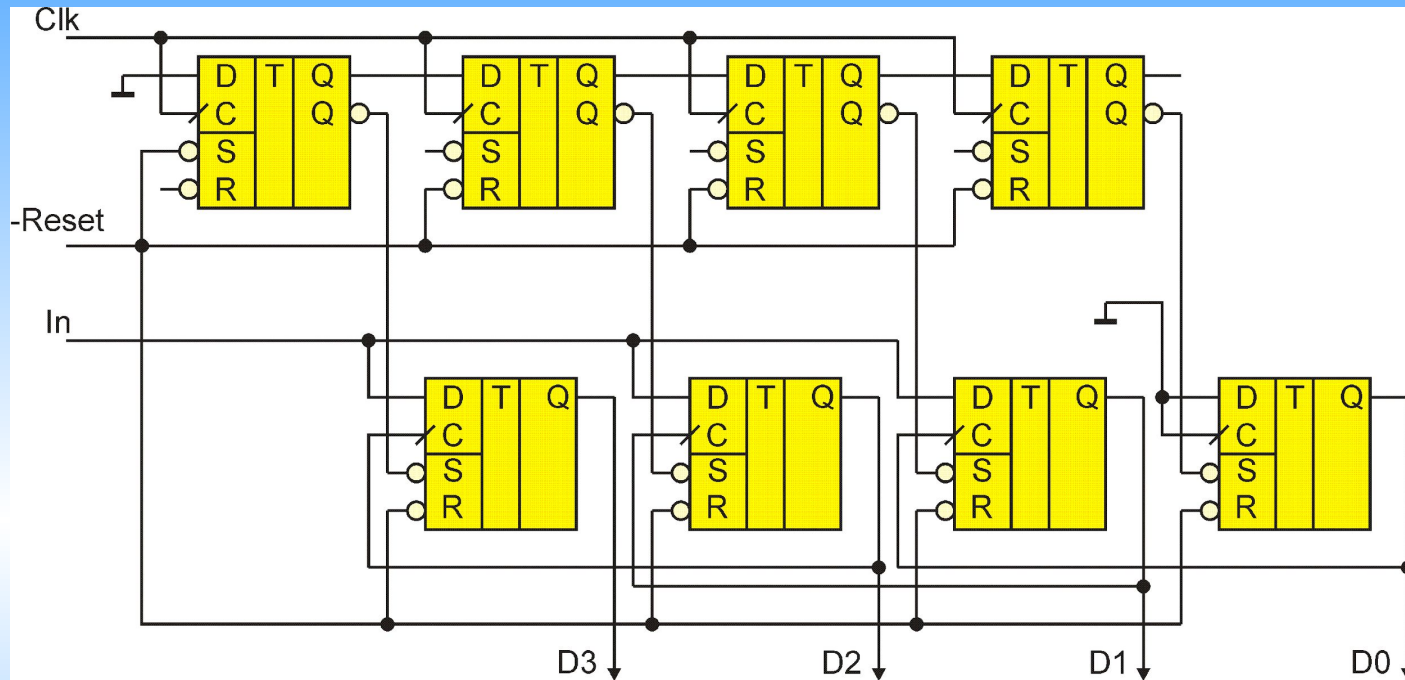 Clk
D T Q D T Q D T Q D T Q
C Q C Q C Q C Q
S S S S
R R R R
-Reset
In
D T Q D T Q D T Q D T Q
C C C C
S S S S
R R R R
D3 D2 D1 D0